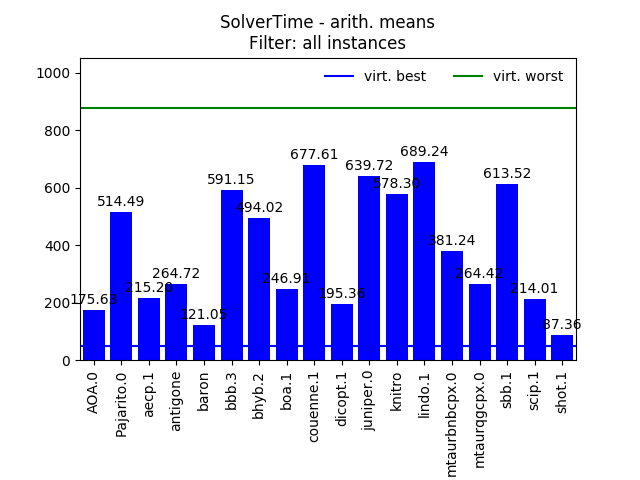 SolverTime - arith. means
Filter: all instances
virt. best
virt. worst
1000
800
600
400
200
0
175.63
514.49
215.20
264.72
121.05
591.15
494.02
246.91
677.61
195.36
639.72
578.30
689.24
381.24
264.42
613.52
214.01
87.36
AOA.0
Pajarito.0
aecp.1
antigone
baron
bbb.3
bhyb.2
boa.1
couenne.1
dicopt.1
juniper.0
knitro
lindo.1
mtaurbnbcpx.0
mtaurqgcpx.0
sbb.1
scip.1
shot.1